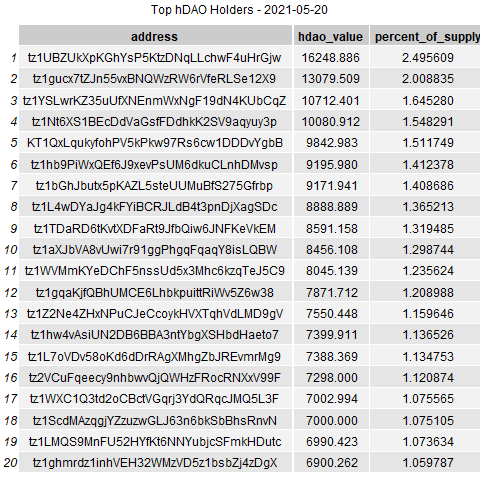 Top hDAO Holders - 2021-05-20
address hdao_value percent_of_supply
1 tz1UBZUkXpKGhYsP5KtzDNqLLchwF4uHrGjw 16248.886 2.495609
2 tz1gucx7tZJn55vxBNQWzRW6rVfeRLSe12X9 13079.509 2.008835
3 tz1YSLwrKZ35uUfXNEnmWxNgF19dN4KUbCqZ 10712.401 1.645280
4 tz1Nt6XS1BEcDdVaGsfFDdhkK2SV9aqyuy3p 10080.912 1.548291
5 KT1QxLqukyfohPV5kPkw97Rs6cw1DDDvYgbB 9842.983 1.511749
6 tz1hb9PiWxQEf6J9xevPsUM6dkuCLnhDMvsp 9195.980 1.412378
7 tz1bGhJbutx5pKAZL5steUUMuBfS275Gfrbp 9171.941 1.408686
8 tz1L4wDYaJg4kFYiBCRJLdB4t3pnDjXagSDc 8888.889 1.365213
9 tz1TDaRD6tKvtXDFaRt9JfbQiw6JNFKeVkEM 8591.158 1.319485
10 tz1aXJbVA8vUwi7r91ggPhgqFqaqY8isLQBW 8456.108 1.298744
11 tz1WVMmKYeDChF5nssUd5x3Mhc6kzqTeJ5C9 8045.139 1.235624
12 tz1gqaKjfQBhUMCE6LhbkpuittRiWv5Z6w38 7871.712 1.208988
13 tz1Z2Ne4ZHxNPuCJeCcoykHVXTqhVdLMD9gV 7550.448 1.159646
14 tz1hw4vAsiUN2DB6BBA3ntYbgXSHbdHaeto7 7399.911 1.136526
15 tz1L7oVDv58oKd6dDrRAgXMhgZbJREvmrMg9 7388.369 1.134753
16 tz2VCuFqeecy9nhbwvQjQWHzFRocRNXxV99F 7298.000 1.120874
17 tz1WXC1Q3td2oCBctVGqrj3YdQRqcJMQ5L3F 7002.994 1.075565
18 tz1ScdMAzqgjYZzuzwGLJ63n6bkSbBhsRnvN 7000.000 1.075105
19 tz1LMQS9MnFU52HYfKt6NNYubjcSFmkHDutc 6990.423 1.073634
20 tz1ghmrdz1inhVEH32WMzVD5z1bsbZj4zDgX 6900.262 1.059787